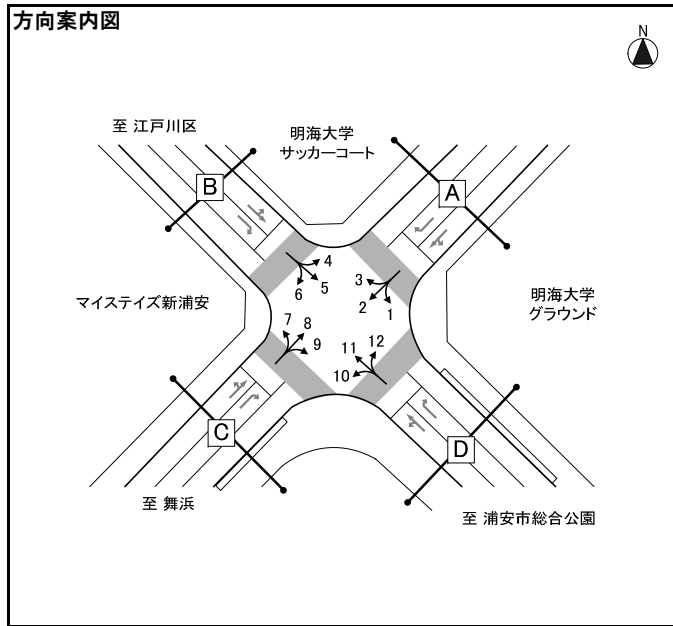 方向案内図
N
至 江戸川区
明海大学
サッカーコート
B
A
4
5
6
3
2
1
マイステイズ新浦安
明海大学
グラウンド
7
8
9
11
12
10
C
D
至 舞浜
至 浦安市総合公園